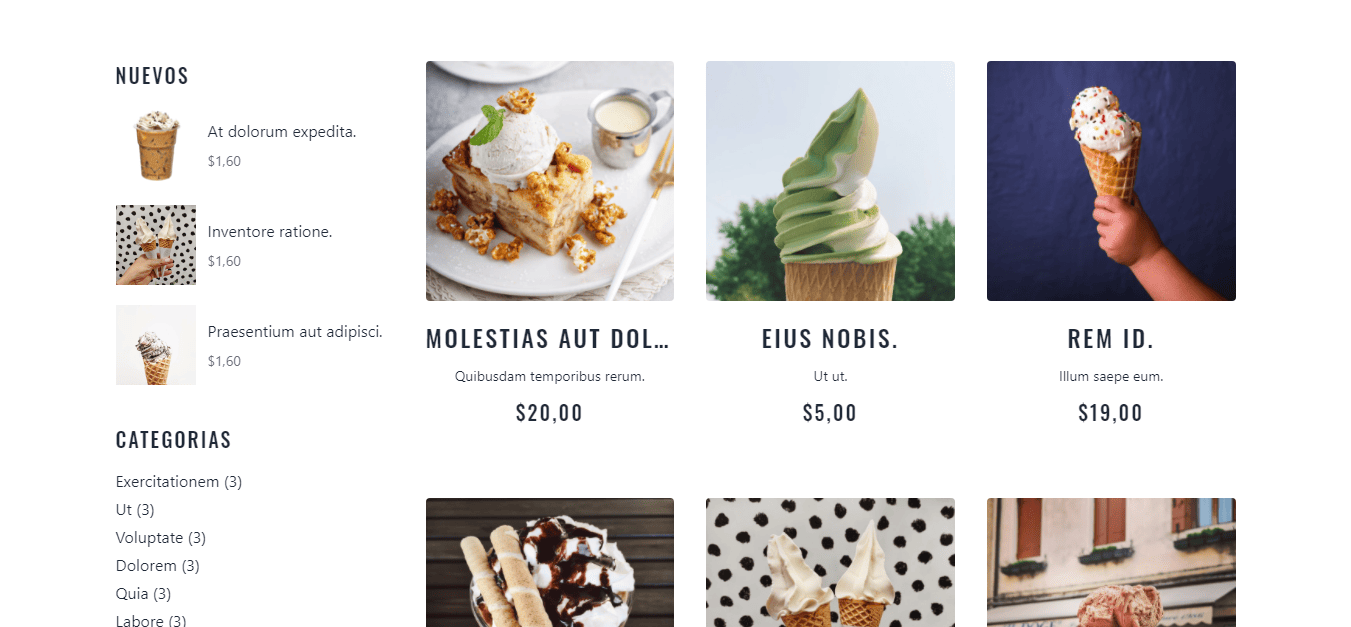 NUEVOS
At dolorum expedita.
$1,60
Inventore ratione.
$1,60
Praesentium aut adipisci.
$1,60
CATEGORIAS
Exercitationem (3)
Ut (3)
Voluptate (3)
Dolorem (3)
Quia (3)
Labore (3)
MOLESTIAS AUT DOL...
Quibusdam temporibus rerum.
$20,00
EIUS NOBIS.
Ut ut.
$5,00
REM ID.
Illum saepe eum.
$19,00